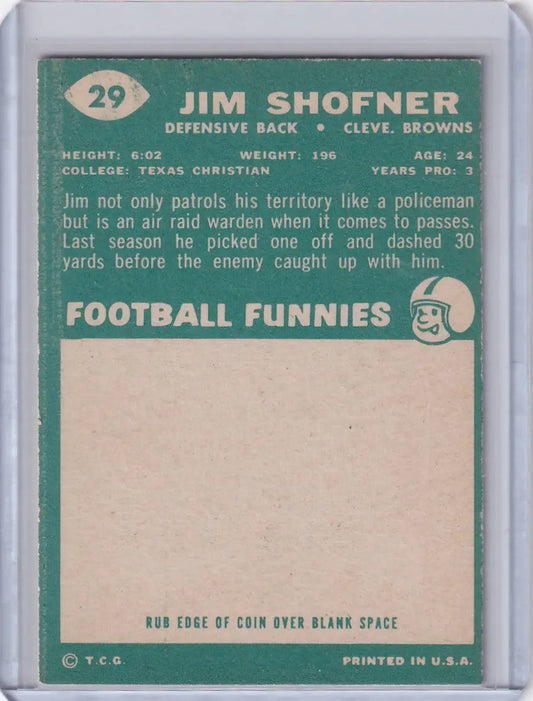 29
JIM SHOFNER
DEFENSIVE BACK • CLEVE. BROWNS
HEIGHT: 6:02 WEIGHT: 196 AGE: 24
COLLEGE: TEXAS CHRISTIAN YEARS PRO: 3
Jim not only patrols his territory like a policeman
but is an air raid warden when it comes to passes.
Last season he picked one off and dashed 30
yards before the enemy caught up with him.
FOOTBALL FUNNIES
RUB EDGE OF COIN OVER BLANK SPACE
© T.C.G. PRINTED IN U.S.A.